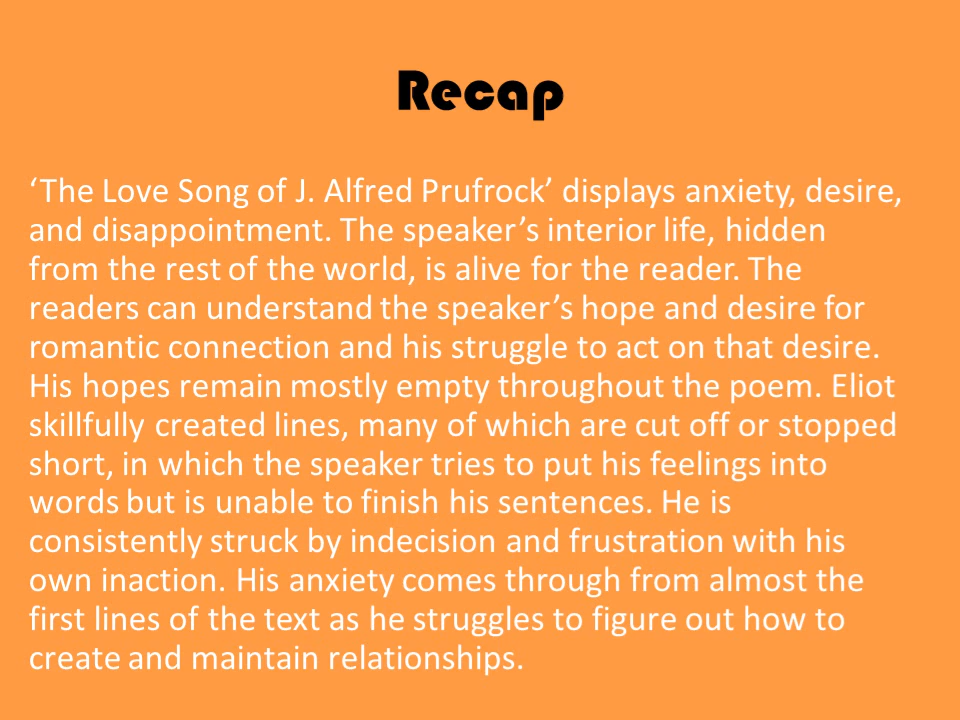 Recap
‘The Love Song of J. Alfred Prufrock’ displays anxiety, desire,
and disappointment. The speaker’s interior life, hidden
from the rest of the world, is alive for the reader. The
readers can understand the speaker’s hope and desire for
romantic connection and his struggle to act on that desire.
His hopes remain mostly empty throughout the poem. Eliot
skillfully created lines, many of which are cut off or stopped
short, in which the speaker tries to put his feelings into
words but is unable to finish his sentences. He is
consistently struck by indecision and frustration with his
own inaction. His anxiety comes through from almost the
first lines of the text as he struggles to figure out how to
create and maintain relationships.